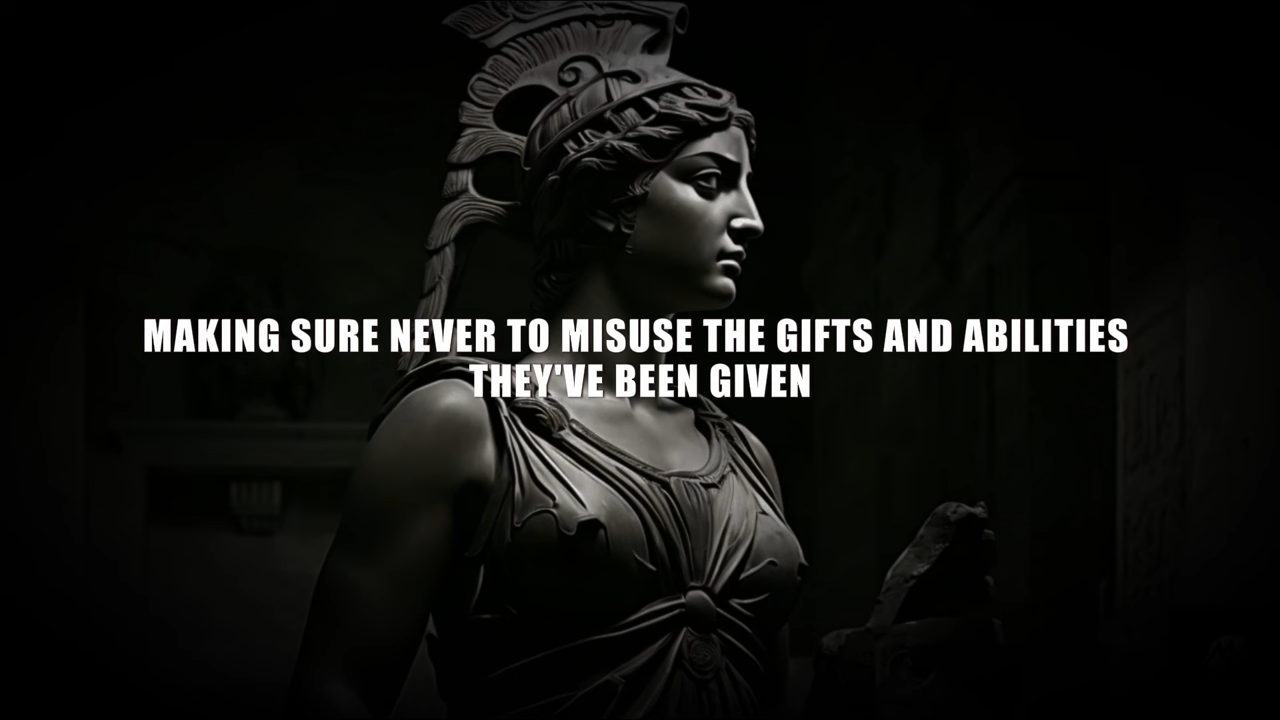 MAKING SURE NEVER TO MISUSE THE GIFTS AND ABILITIES
THEY'VE BEEN GIVEN